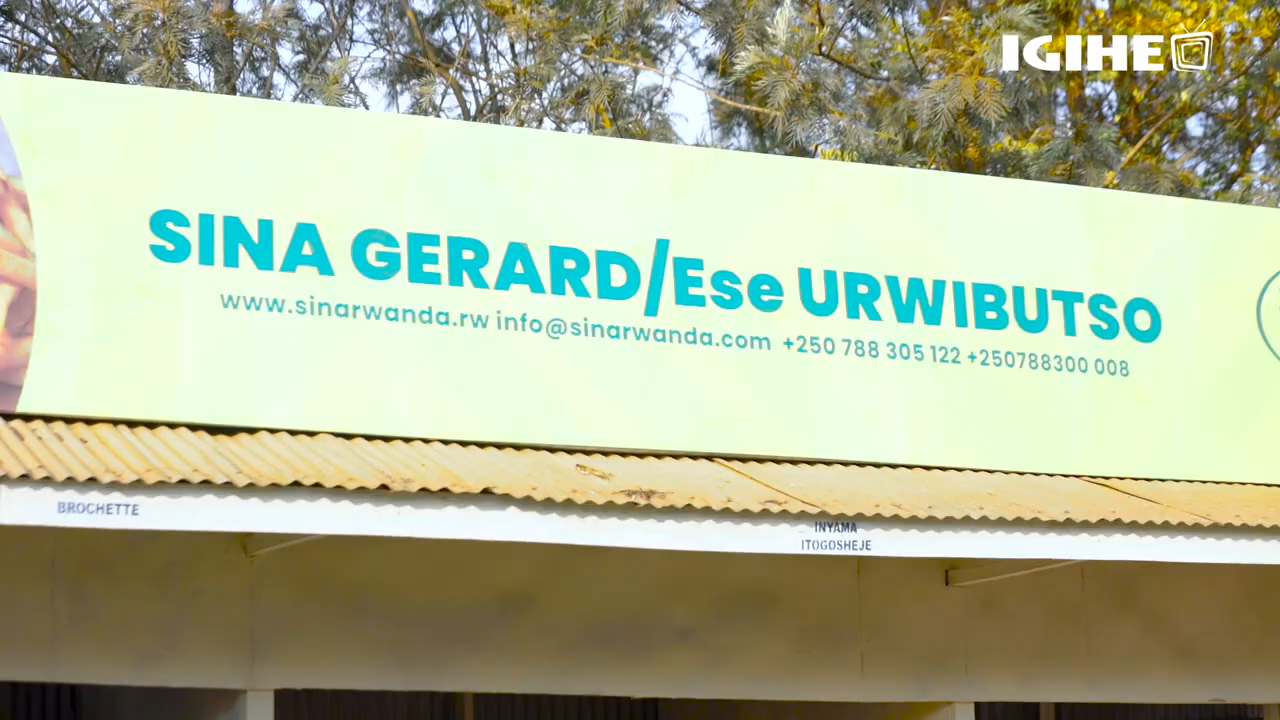 IGIHE
SINA GERARD/Ese URWIBUTSO
www.sinarwanda.rw info@sinarwanda.com +250 788 305 122 +250788300 008
BROCHETTE
INYAMA
ITOGOSHEJE